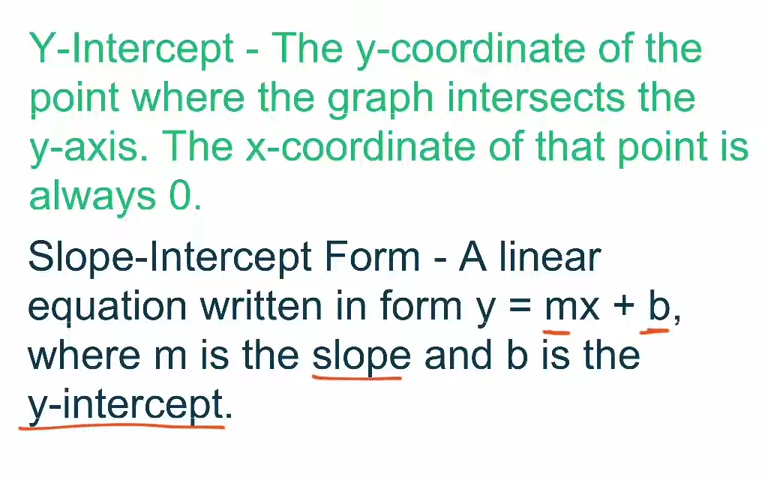 Y-Intercept - The y-coordinate of the
point where the graph intersects the
y-axis. The x-coordinate of that point is
always 0.
Slope-Intercept Form - A linear
equation written in form y = mx + b,
where m is the slope and b is the
y-intercept.